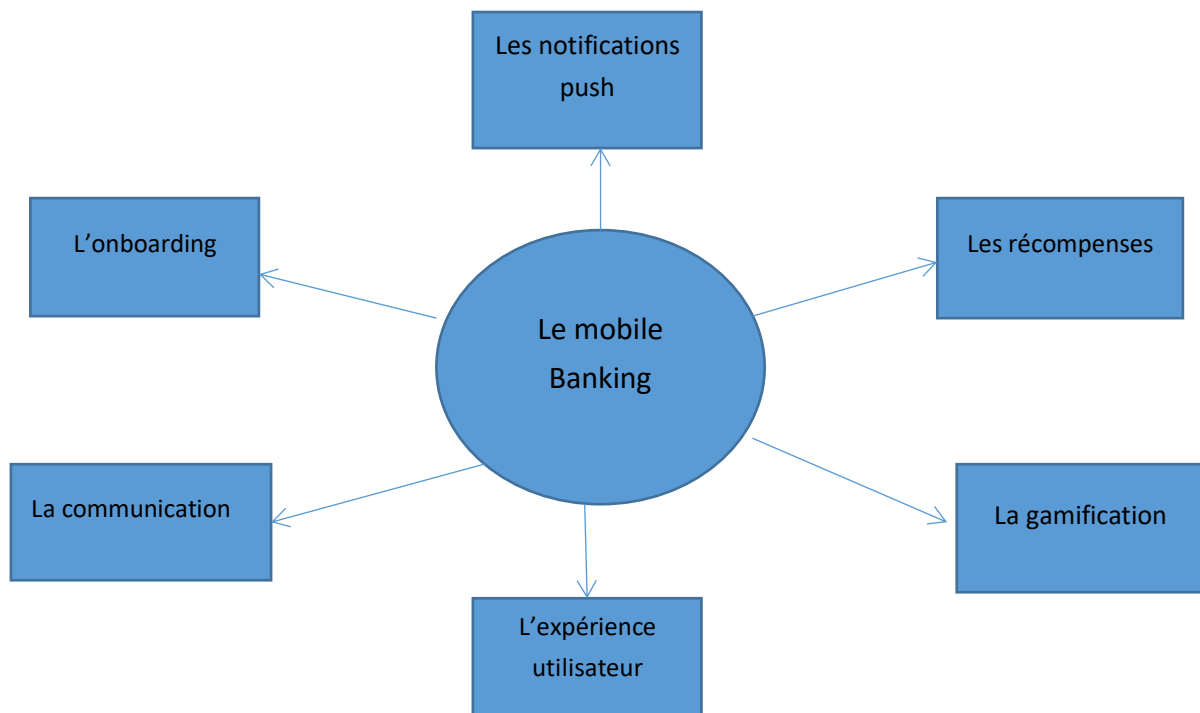 Les notifications
push
L’onboarding
Les récompenses
Le mobile
Banking
La communication
La gamification
L’expérience
utilisateur